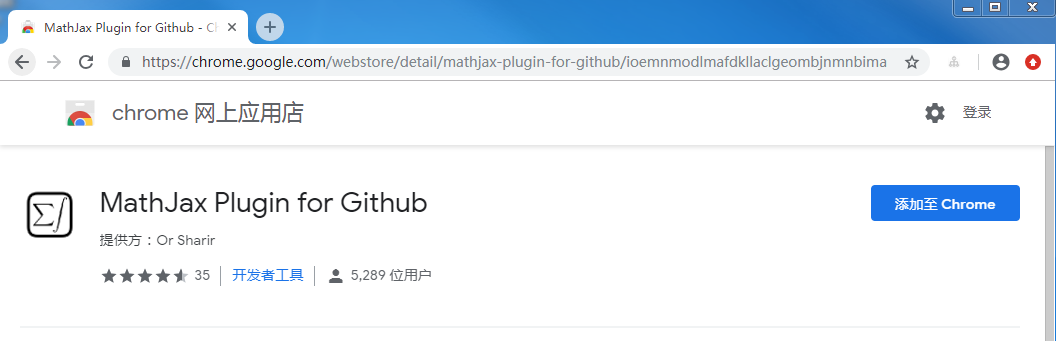 MathJax Plugin for Github - Ch
https://chrome.google.com/webstore/detail/mathjax-plugin-for-github/ioemnmodlmafdkllaclgeombjnmnbima
chrome 网上应用店
登录
MathJax Plugin for Github
添加至 Chrome
提供方：Or Sharir
35 开发者工具 5,289 位用户